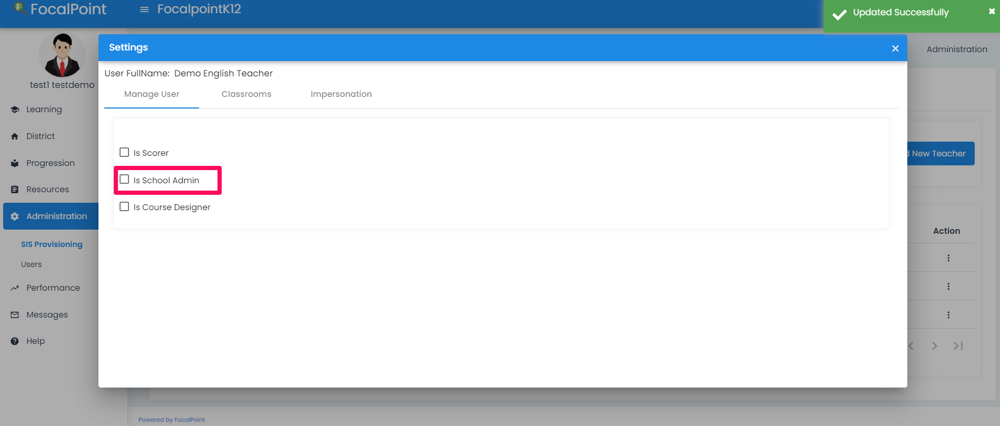 FocalPoint
FocalpointK12
Updated Successfully
Settings
Administration
User FullName: Demo English Teacher
test1 testdemo
Manage User
Classrooms
Impersonation
Learning
District
Progression
Resources
Administration
SIS Provisioning
Users
Performance
Messages
Help
Is Scorer
Is School Admin
Is Course Designer
New Teacher
Action
Powered by FocalPoint